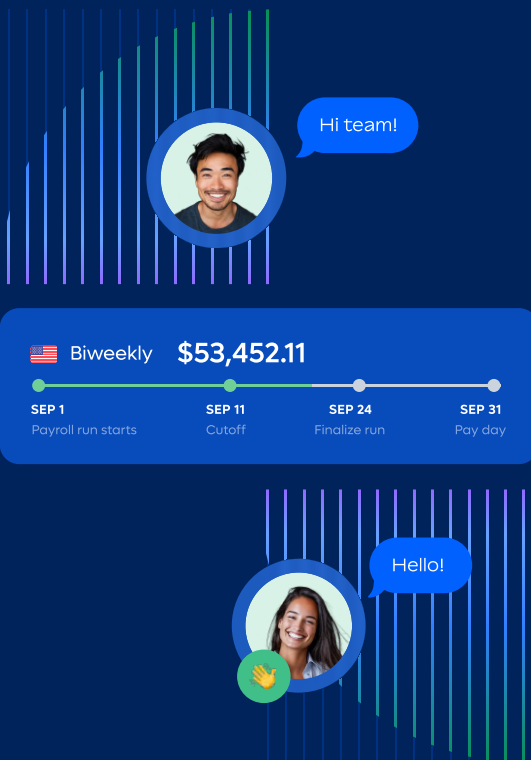 Hi team!
Biweekly $53,452.11
SEP 1 SEP 11 SEP 24 SEP 31
Payroll run starts Cutoff Finalize run Pay day
Hello!